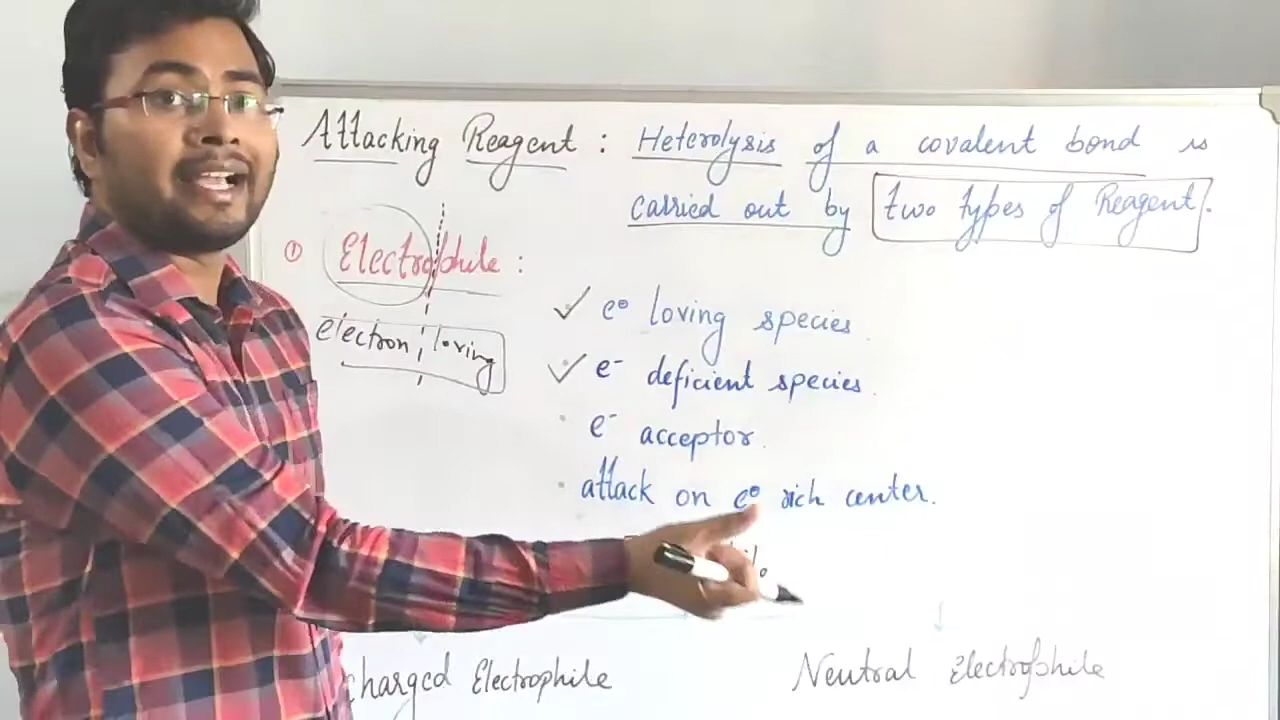 Attacking Reagent : Heterolysis of a covalent bond is
carried out by two types of Reagent.
① Electrophile :
electron loving
✓ e⊖ loving species
✓ e- deficient species.
• e- acceptor.
• attack on e⊖ rich center.
charged Electrophile
Neutral Electrophile